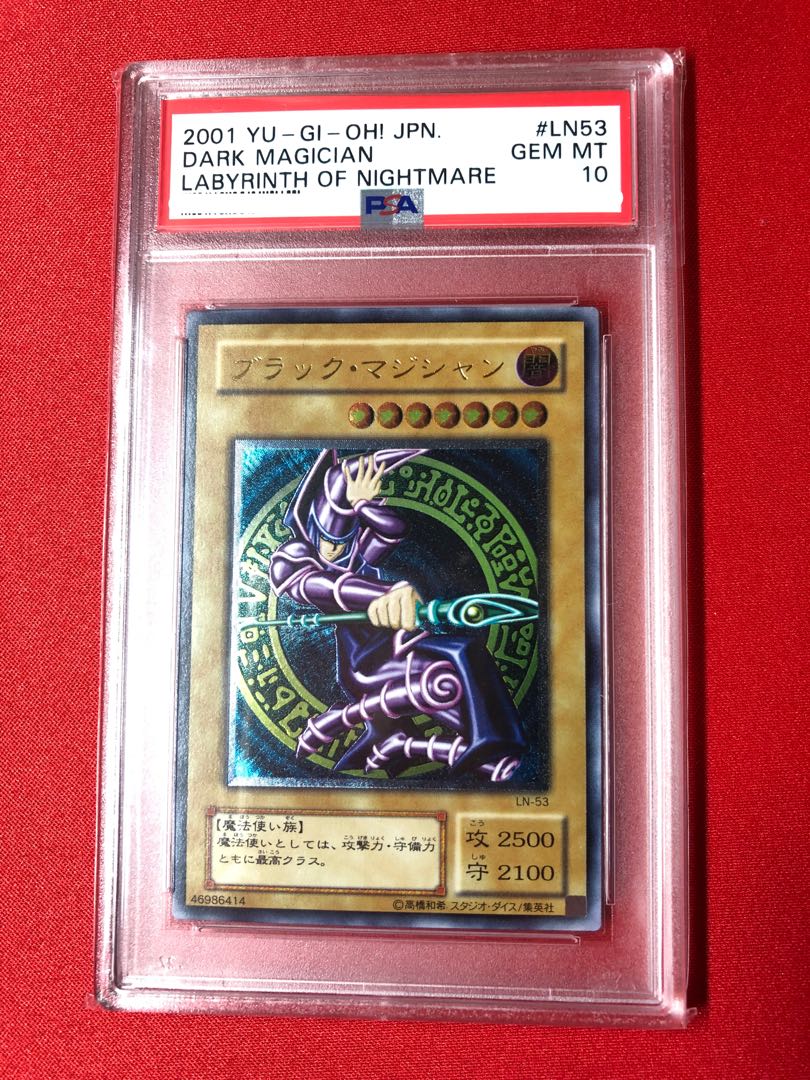 2001 YU-GI-OH! JPN. #LN53
DARK MAGICIAN GEM MT
LABYRINTH OF NIGHTMARE 10
PSA
ブラック・マジシャン 闇
LN-53
【魔法使い族】
魔法使いとしては、攻撃力・守備力
ともに最高クラス。
攻 2500
守 2100
46986414
©高橋和希 スタジオ・ダイス/集英社